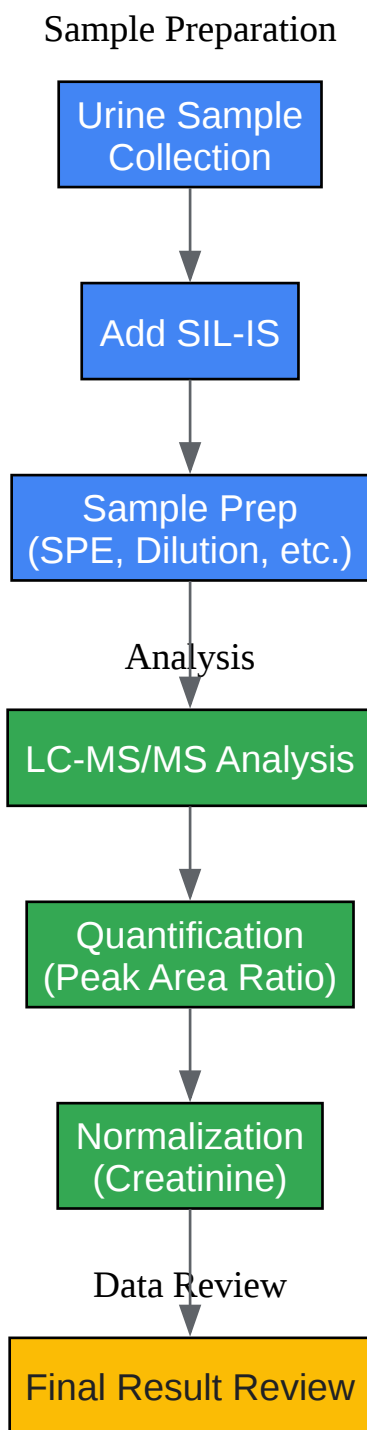 Sample Preparation
Urine Sample
Collection
Add SIL-IS
Sample Prep
(SPE, Dilution, etc.)
Analysis
LC-MS/MS Analysis
Quantification
(Peak Area Ratio)
Normalization
(Creatinine)
Data Review
Final Result Review